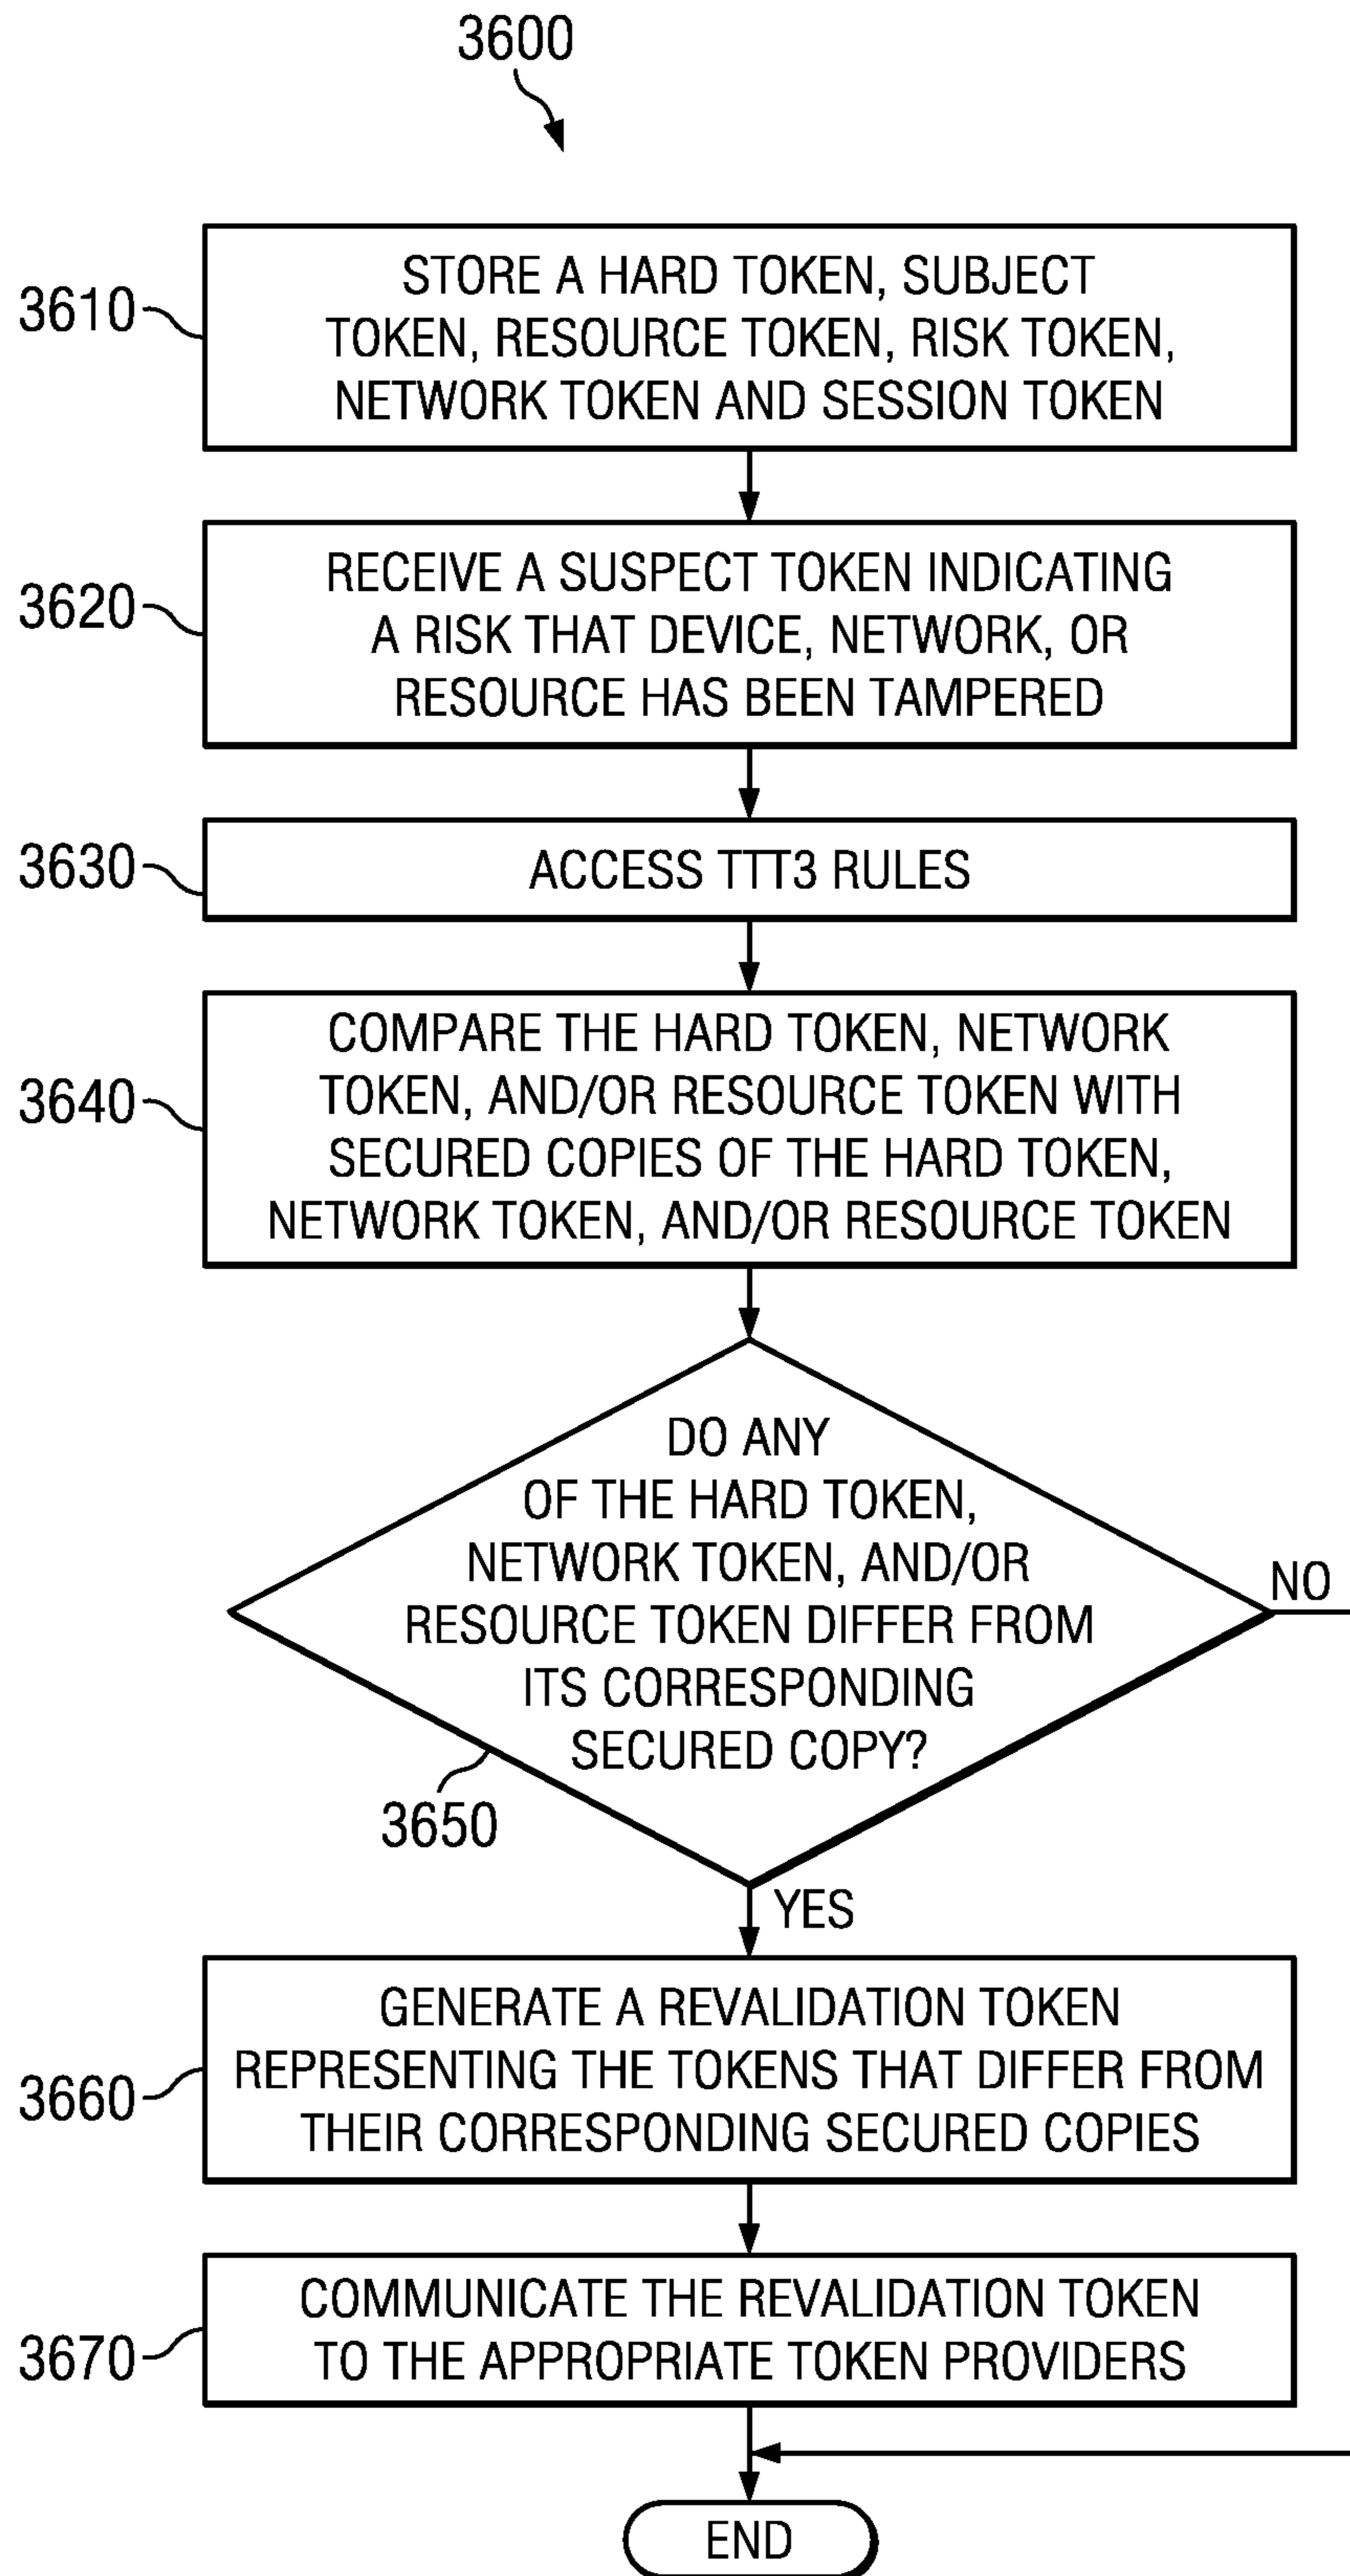 3600
3610
STORE A HARD TOKEN, SUBJECT
TOKEN, RESOURCE TOKEN, RISK TOKEN,
NETWORK TOKEN AND SESSION TOKEN
3620
RECEIVE A SUSPECT TOKEN INDICATING
A RISK THAT DEVICE, NETWORK, OR
RESOURCE HAS BEEN TAMPERED
3630
ACCESS TTT3 RULES
3640
COMPARE THE HARD TOKEN, NETWORK
TOKEN, AND/OR RESOURCE TOKEN WITH
SECURED COPIES OF THE HARD TOKEN,
NETWORK TOKEN, AND/OR RESOURCE TOKEN
DO ANY
OF THE HARD TOKEN,
NETWORK TOKEN, AND/OR
RESOURCE TOKEN DIFFER FROM
ITS CORRESPONDING
SECURED COPY?
NO
3650
YES
3660
GENERATE A REVALIDATION TOKEN
REPRESENTING THE TOKENS THAT DIFFER FROM
THEIR CORRESPONDING SECURED COPIES
3670
COMMUNICATE THE REVALIDATION TOKEN
TO THE APPROPRIATE TOKEN PROVIDERS
END